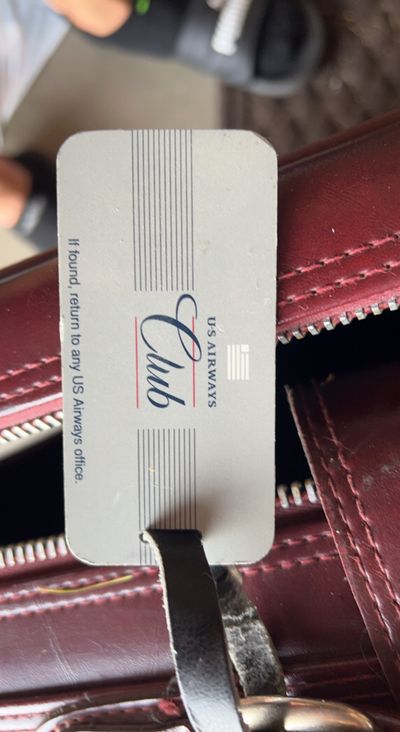 US AIRWAYS
Club
If found, return to any US Airways office.